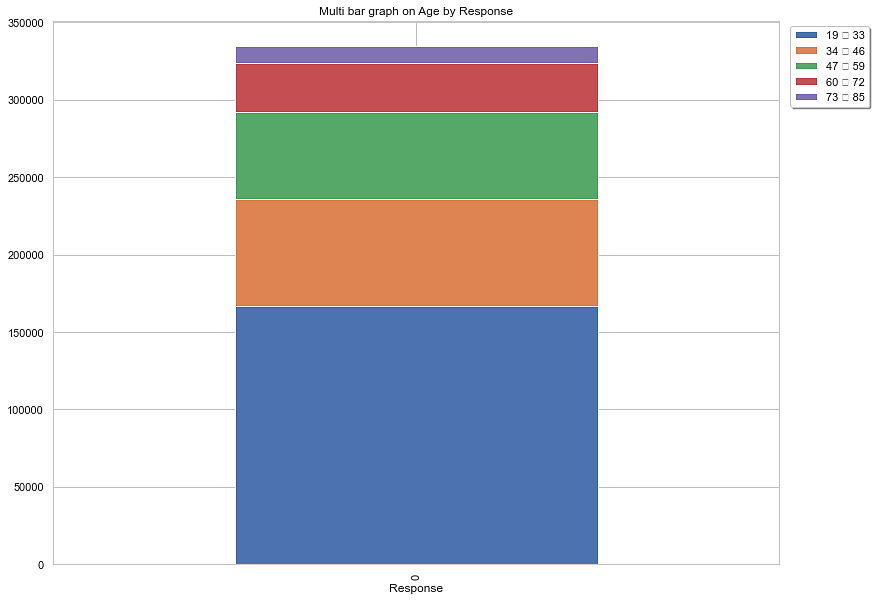 Multi bar graph on Age by Response
350000
300000
250000
200000
150000
100000
50000
0
0
Response
19 □ 33
34 □ 46
47 □ 59
60 □ 72
73 □ 85